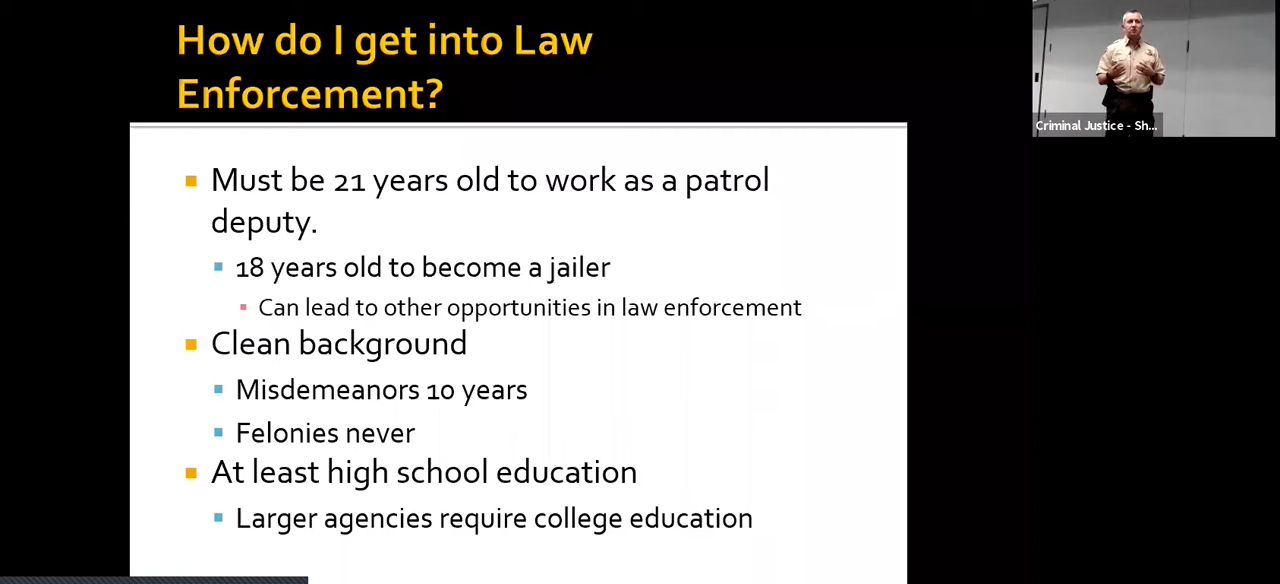 How do I get into Law
Enforcement?
Must be 21 years old to work as a patrol
deputy.
18 years old to become a jailer
Can lead to other opportunities in law enforcement
Clean background
Misdemeanors 10 years
Felonies never
At least high school education
Larger agencies require college education
Criminal Justice - Sh...